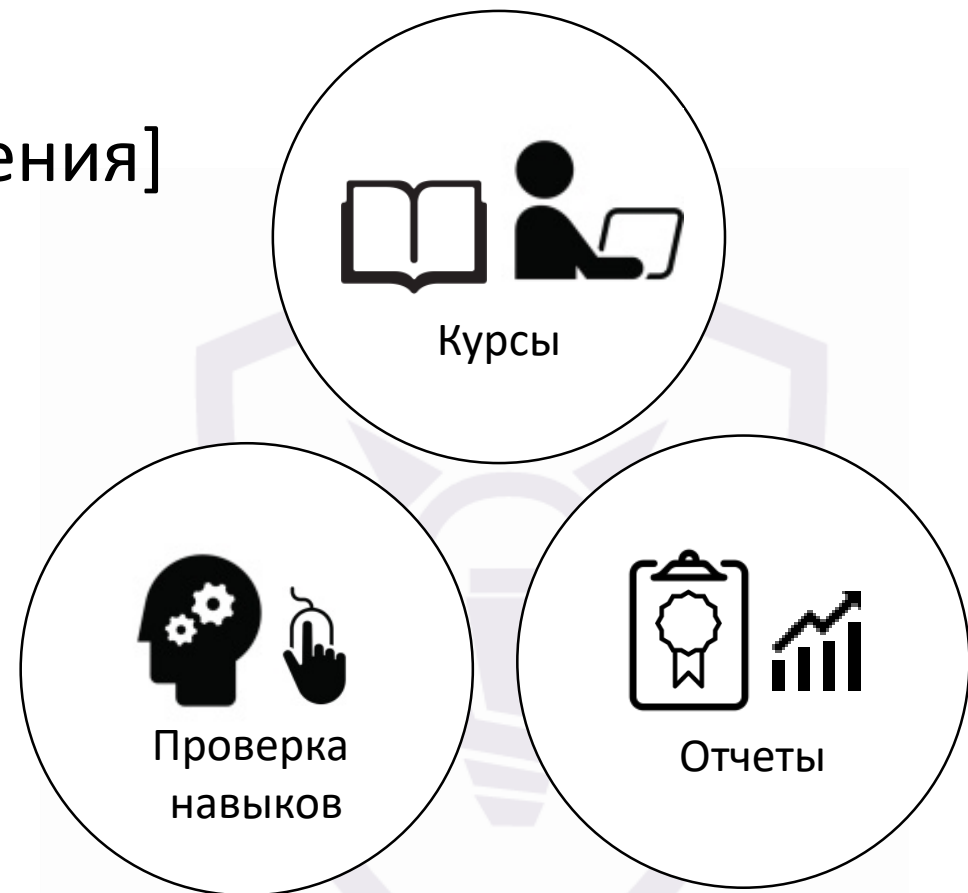 ения]
Курсы
Проверка
навыков
Отчеты